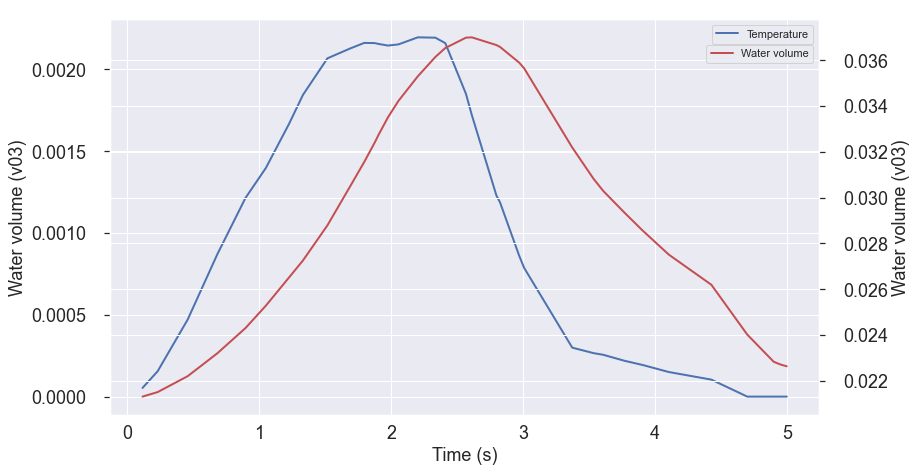 Temperature
Water volume
0.0020
0.0015
0.0010
0.0005
0.0000
Water volume (v03)
0.036
0.034
0.032
0.030
0.028
0.026
0.024
0.022
Water volume (v03)
0 1 2 3 4 5
Time (s)